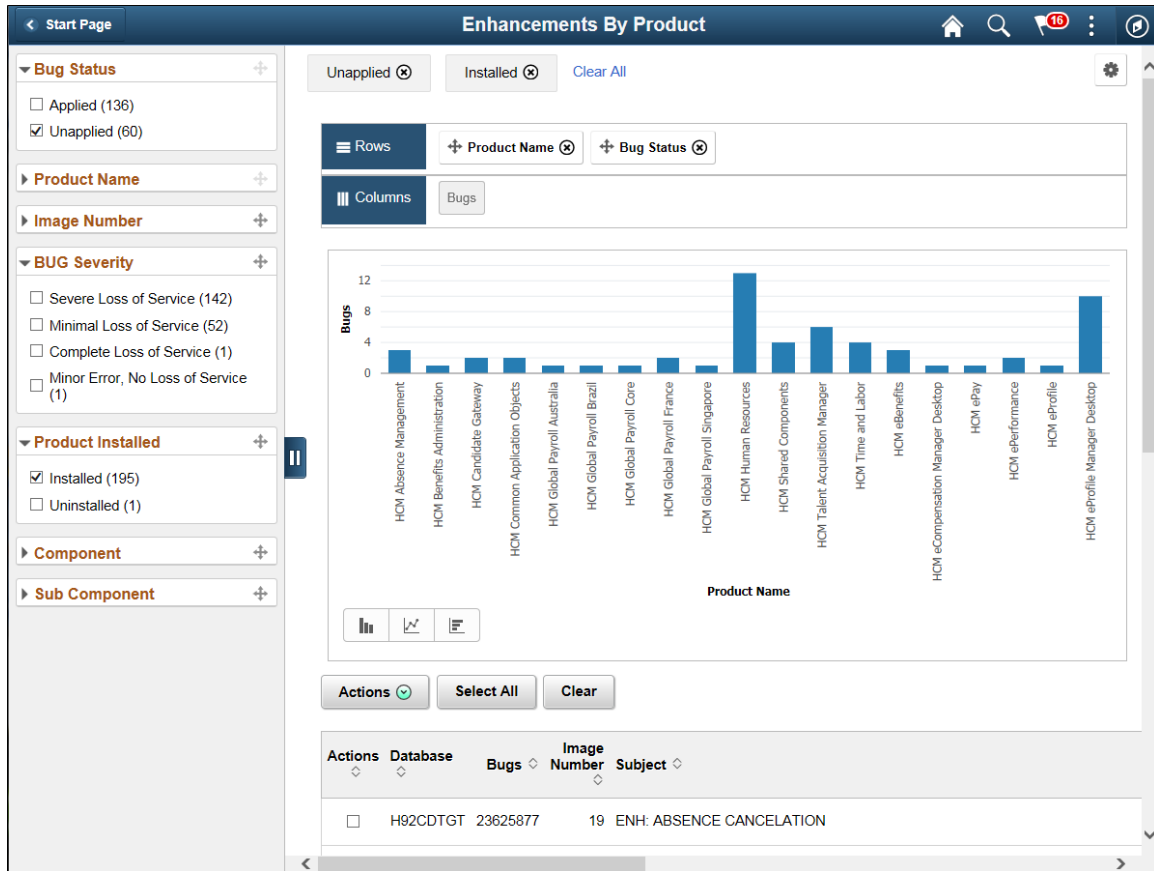 Start Page
Enhancements By Product
16
Bug Status
Applied (136)
Unapplied (60)
Product Name
Image Number
BUG Severity
Severe Loss of Service (142)
Minimal Loss of Service (52)
Complete Loss of Service (1)
Minor Error, No Loss of Service
(1)
Product Installed
Installed (195)
Uninstalled (1)
Component
Sub Component
Unapplied
Installed
Clear All
Rows
Product Name
Bug Status
Columns
Bugs
12
8
4
0
Bugs
HCM Absence Management
HCM Benefits Administration
HCM Candidate Gateway
HCM Common Application Objects
HCM Global Payroll Australia
HCM Global Payroll Brazil
HCM Global Payroll Core
HCM Global Payroll France
HCM Global Payroll Singapore
HCM Human Resources
HCM Shared Components
HCM Talent Acquisition Manager
HCM Time and Labor
HCM eBenefits
HCM eCompensation Manager Desktop
HCM ePay
HCM ePerformance
HCM eProfile
HCM eProfile Manager Desktop
Product Name
Actions
Select All
Clear
Actions
Database
Bugs
Image
Number
Subject
H92CDTGT 23625877 19 ENH: ABSENCE CANCELATION